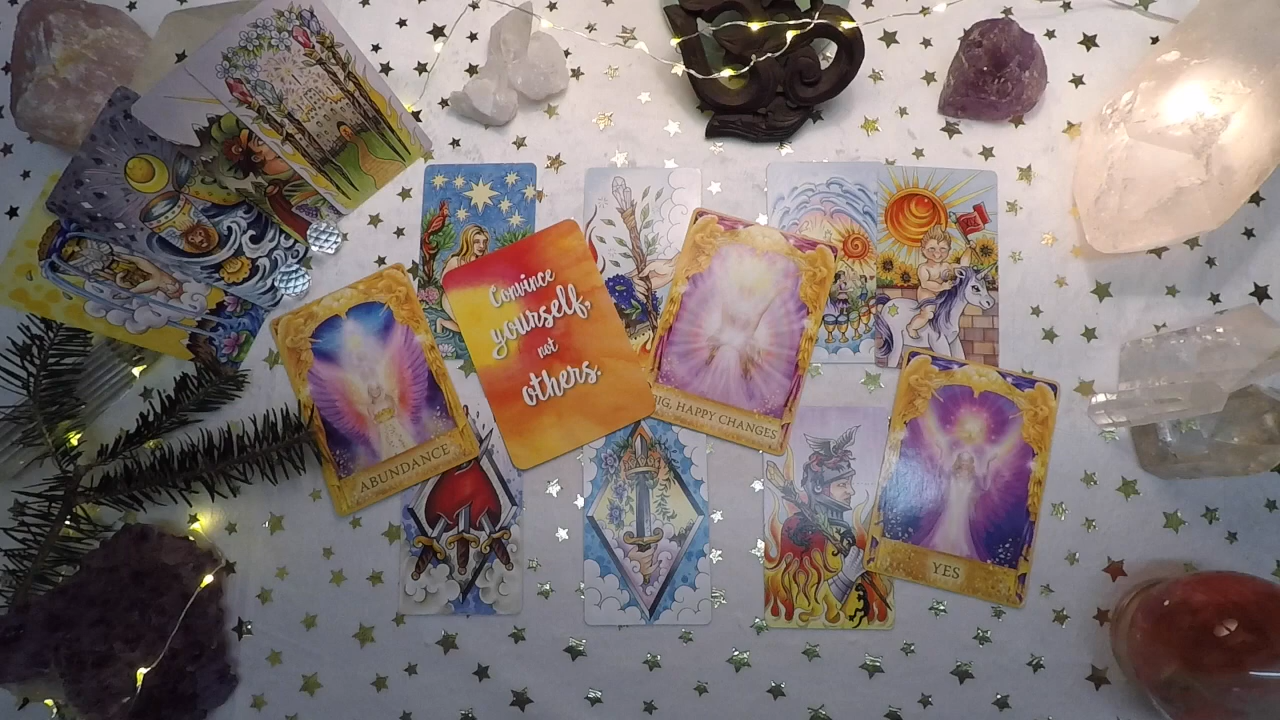 Convince
yourself,
not
others.
ABUNDANCE
BIG, HAPPY CHANGES
YES